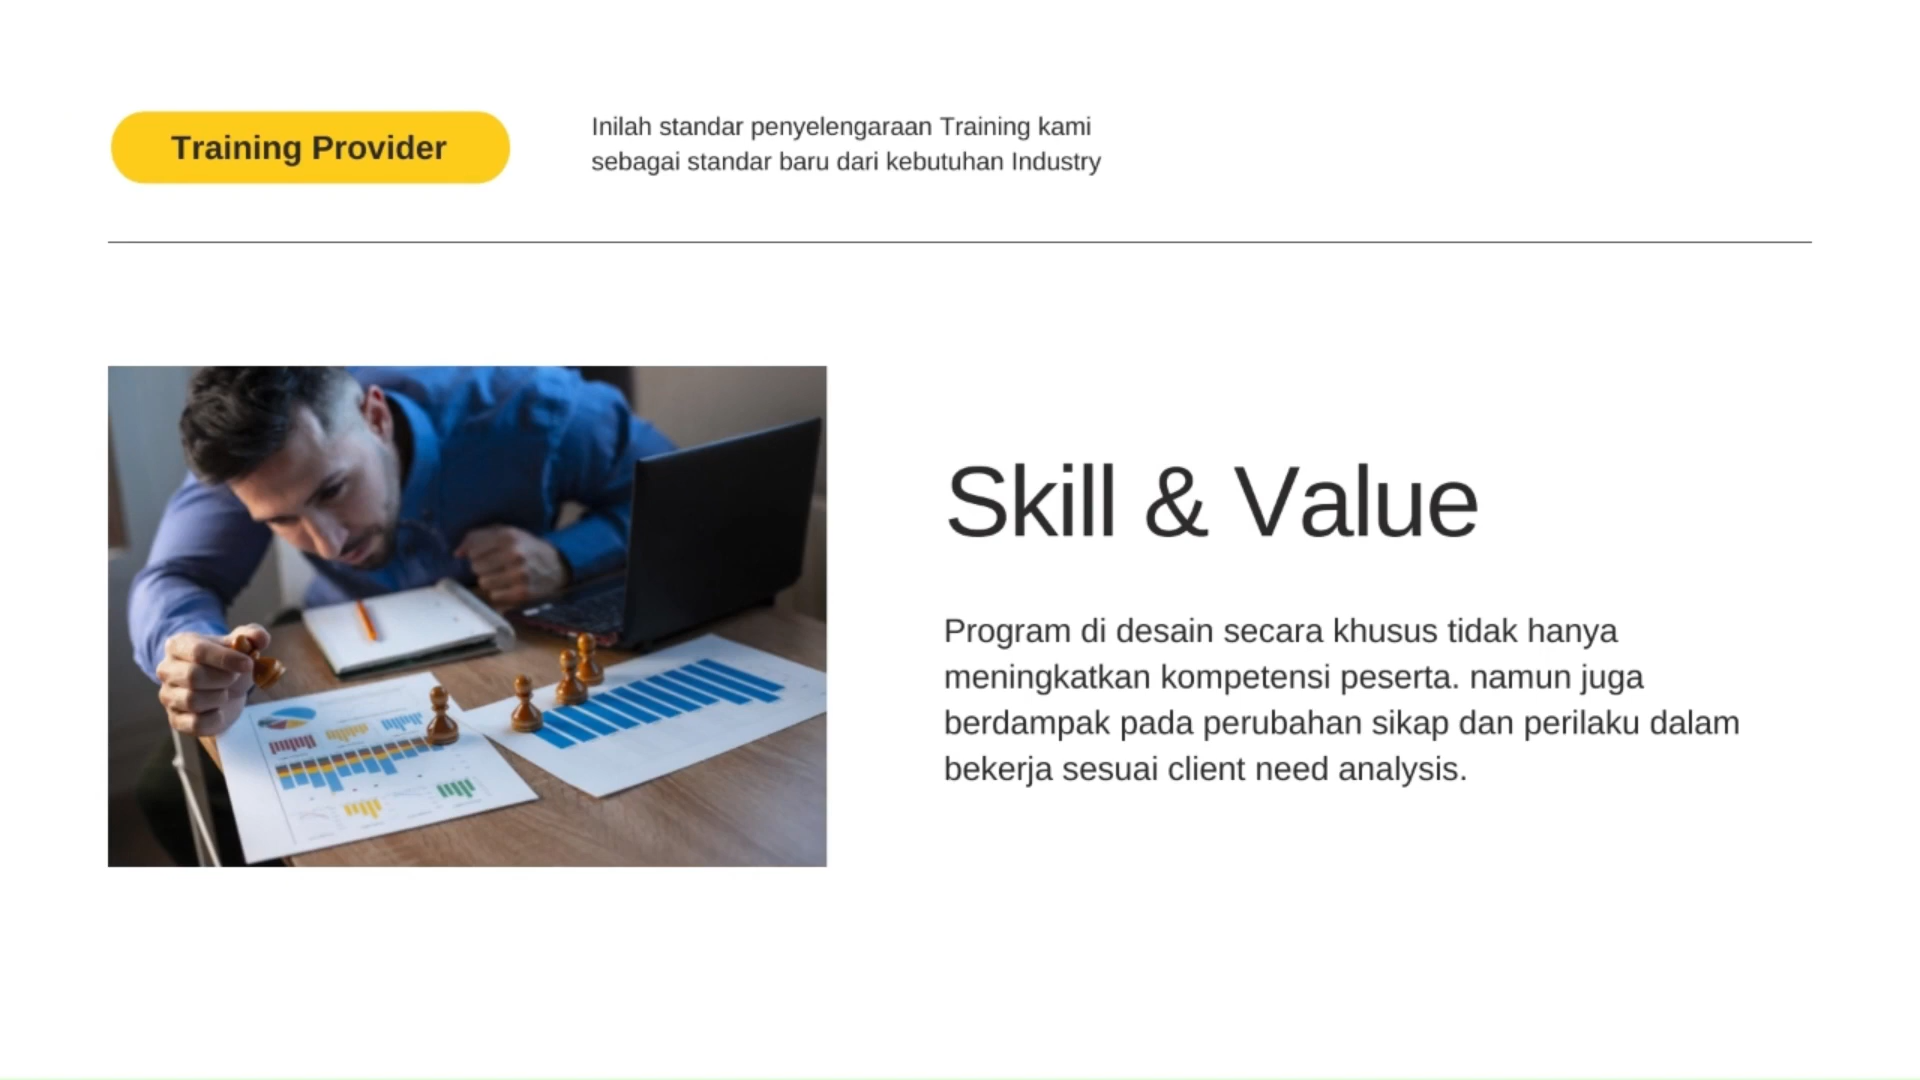 Training Provider
Inilah standar penyelengaraan Training kami
sebagai standar baru dari kebutuhan Industry
Skill & Value
Program di desain secara khusus tidak hanya
meningkatkan kompetensi peserta. namun juga
berdampak pada perubahan sikap dan perilaku dalam
bekerja sesuai client need analysis.